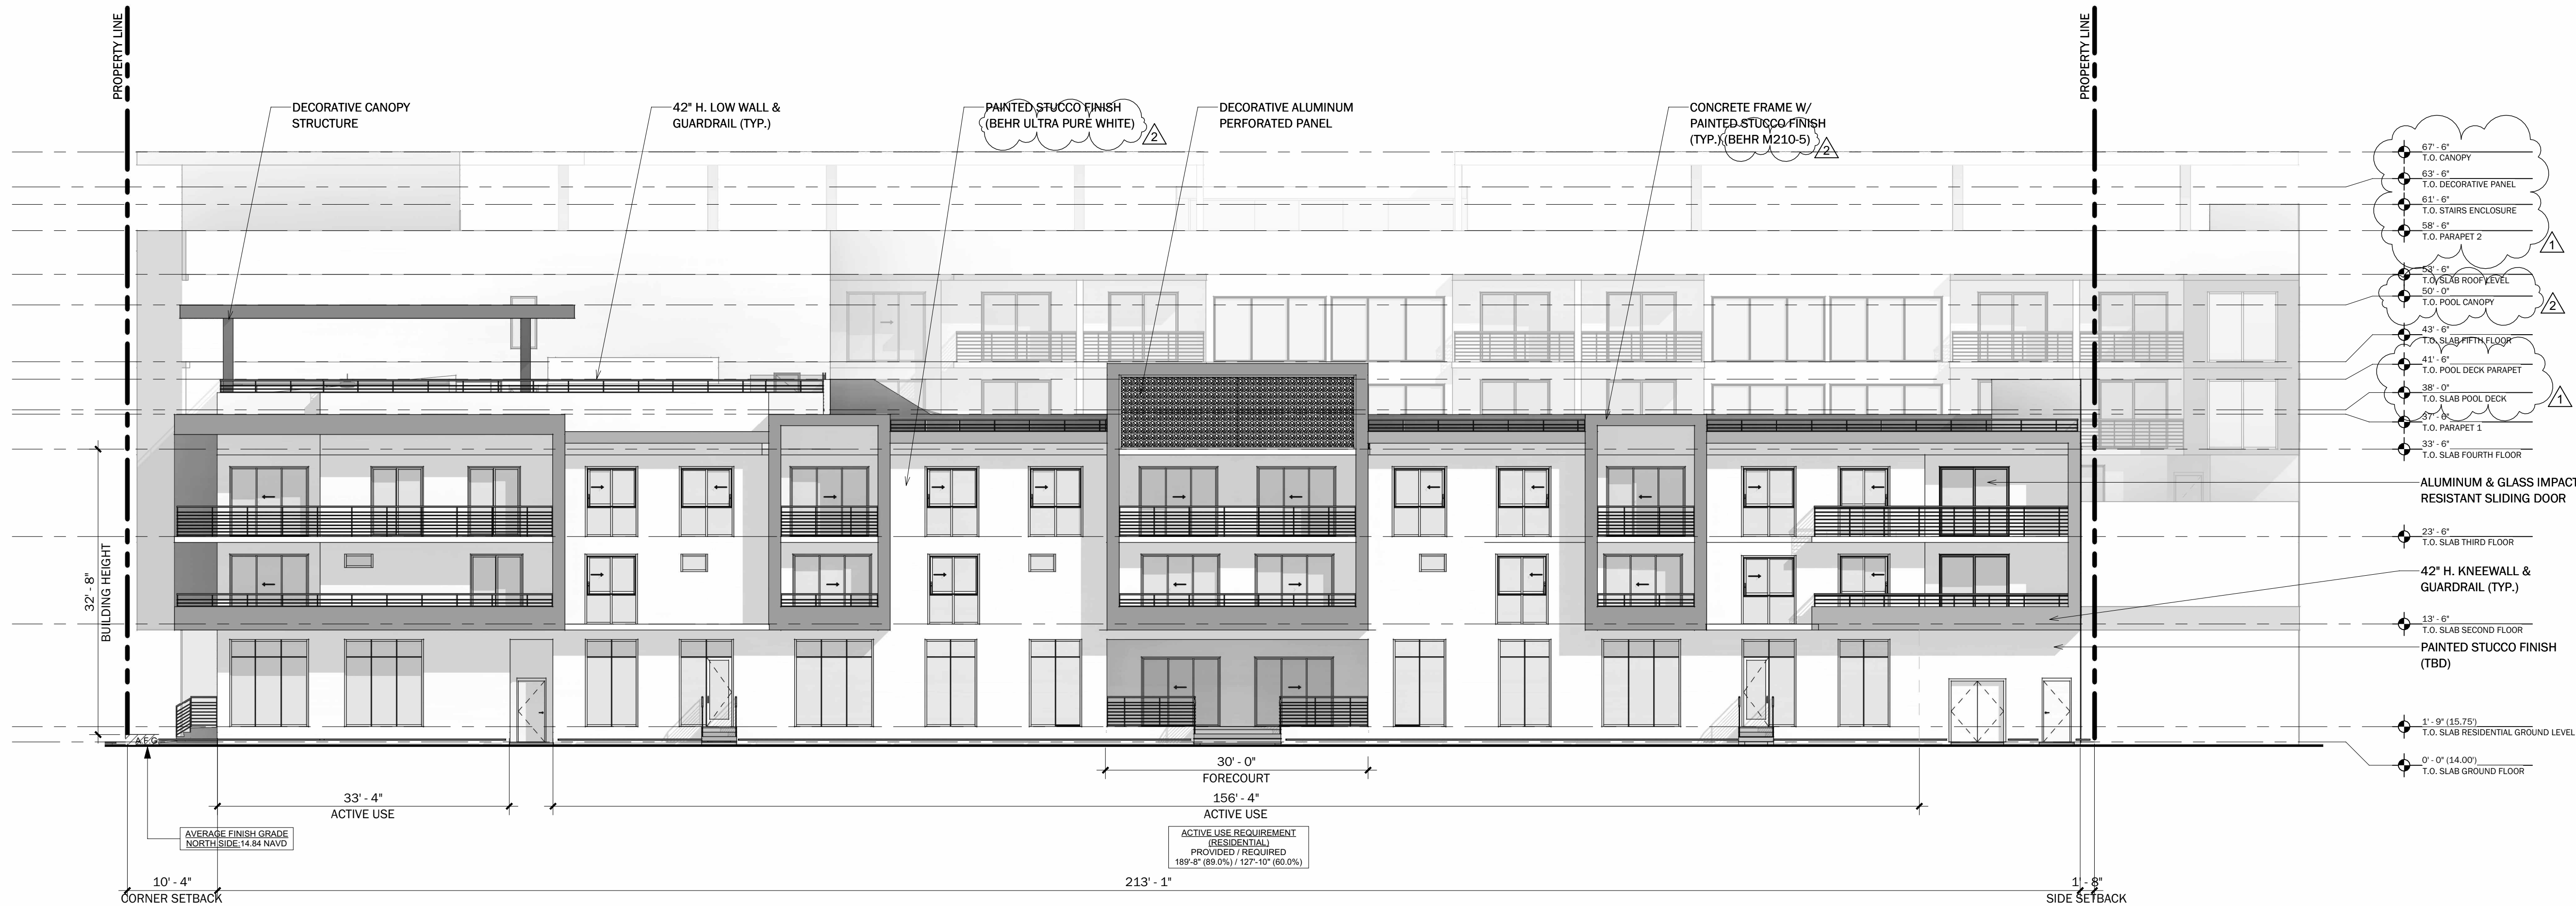 PROPERTY LINE
PROPERTY LINE
DECORATIVE CANOPY
STRUCTURE
42" H. LOW WALL &
GUARDRAIL (TYP.)
PAINTED STUCCO FINISH
(BEHR ULTRA PURE WHITE)
2
DECORATIVE ALUMINUM
PERFORATED PANEL
CONCRETE FRAME W/
PAINTED STUCCO FINISH
(TYP.) (BEHR M210-5)
2
67' - 6"
T.O. CANOPY
63' - 6"
T.O. DECORATIVE PANEL
61' - 6"
T.O. STAIRS ENCLOSURE
58' - 6"
T.O. PARAPET 2
1
53' - 6"
T.O. SLAB ROOF LEVEL
50' - 0"
T.O. POOL CANOPY
2
43' - 6"
T.O. SLAB FIFTH FLOOR
41' - 6"
T.O. POOL DECK PARAPET
38' - 0"
T.O. SLAB POOL DECK
1
37' - 6"
T.O. PARAPET 1
33' - 6"
T.O. SLAB FOURTH FLOOR
ALUMINUM & GLASS IMPACT
RESISTANT SLIDING DOOR
23' - 6"
T.O. SLAB THIRD FLOOR
42" H. KNEEWALL &
GUARDRAIL (TYP.)
13' - 6"
T.O. SLAB SECOND FLOOR
PAINTED STUCCO FINISH
(TBD)
1' - 9" (15.75')
T.O. SLAB RESIDENTIAL GROUND LEVEL
0' - 0" (14.00')
T.O. SLAB GROUND FLOOR
32' - 8"
BUILDING HEIGHT
A.F.G.
30' - 0"
FORECOURT
33' - 4"
ACTIVE USE
156' - 4"
ACTIVE USE
AVERAGE FINISH GRADE
NORTH SIDE:14.84 NAVD
ACTIVE USE REQUIREMENT
(RESIDENTIAL)
PROVIDED / REQUIRED
189'-8" (89.0%) / 127'-10" (60.0%)
10' - 4"
CORNER SETBACK
213' - 1"
1' - 8"
SIDE SETBACK